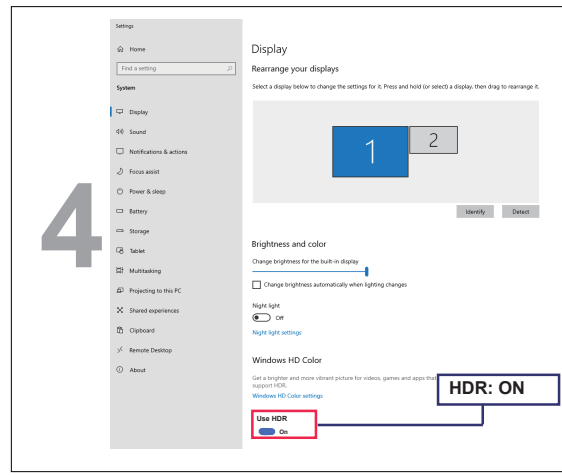 4
Settings
Home
Find a setting
System
Display
Sound
Notifications & actions
Focus assist
Power & sleep
Battery
Storage
Tablet
Multitasking
Projecting to this PC
Shared experiences
Clipboard
Remote Desktop
About
Display
Rearrange your displays
Select a display below to change the settings for it. Press and hold (or select) a display, then drag to rearrange it.
1
2
Identify
Detect
Brightness and color
Change brightness for the built-in display
Change brightness automatically when lighting changes
Night light
Off
Night light settings
Windows HD Color
Get a brighter and more vibrant picture for videos, games and apps that
support HDR.
Windows HD Color settings
Use HDR
On
HDR: ON